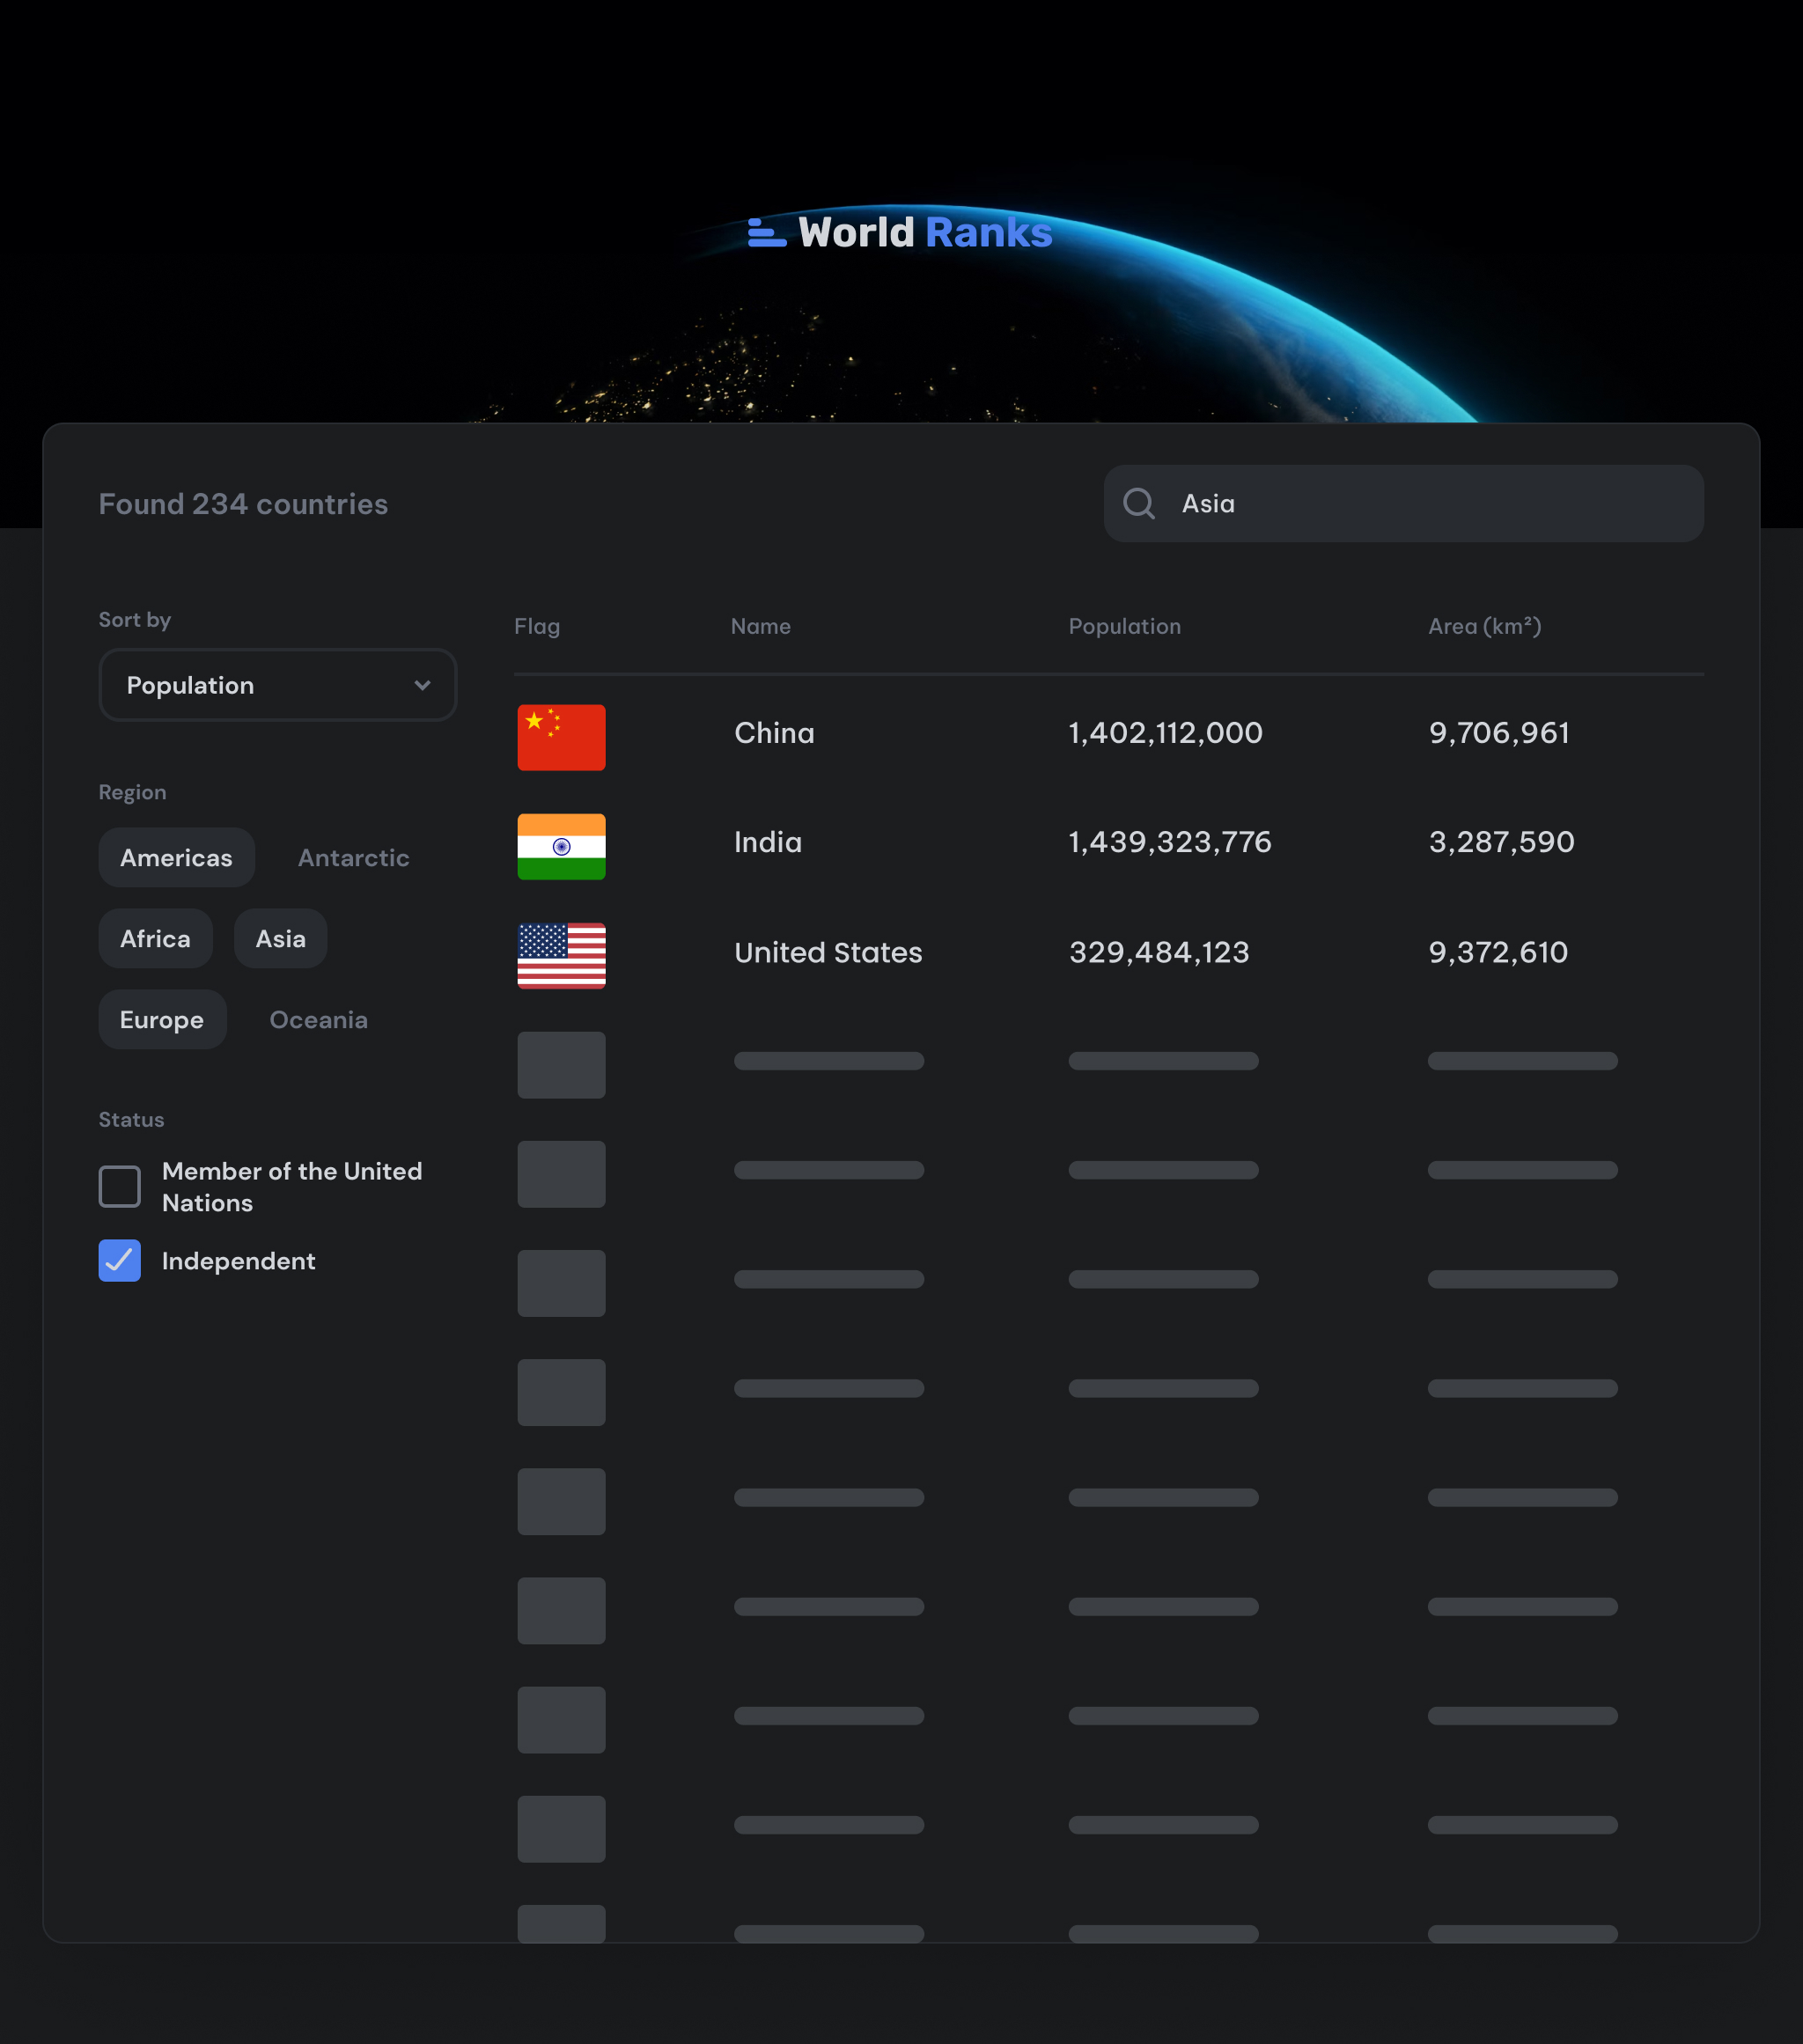 World Ranks
Found 234 countries
Asia
Sort by
Population
Region
Americas Antarctic
Africa Asia
Europe Oceania
Status
Member of the United
Nations
Independent
Flag Name Population Area (km²)
China 1,402,112,000 9,706,961
India 1,439,323,776 3,287,590
United States 329,484,123 9,372,610